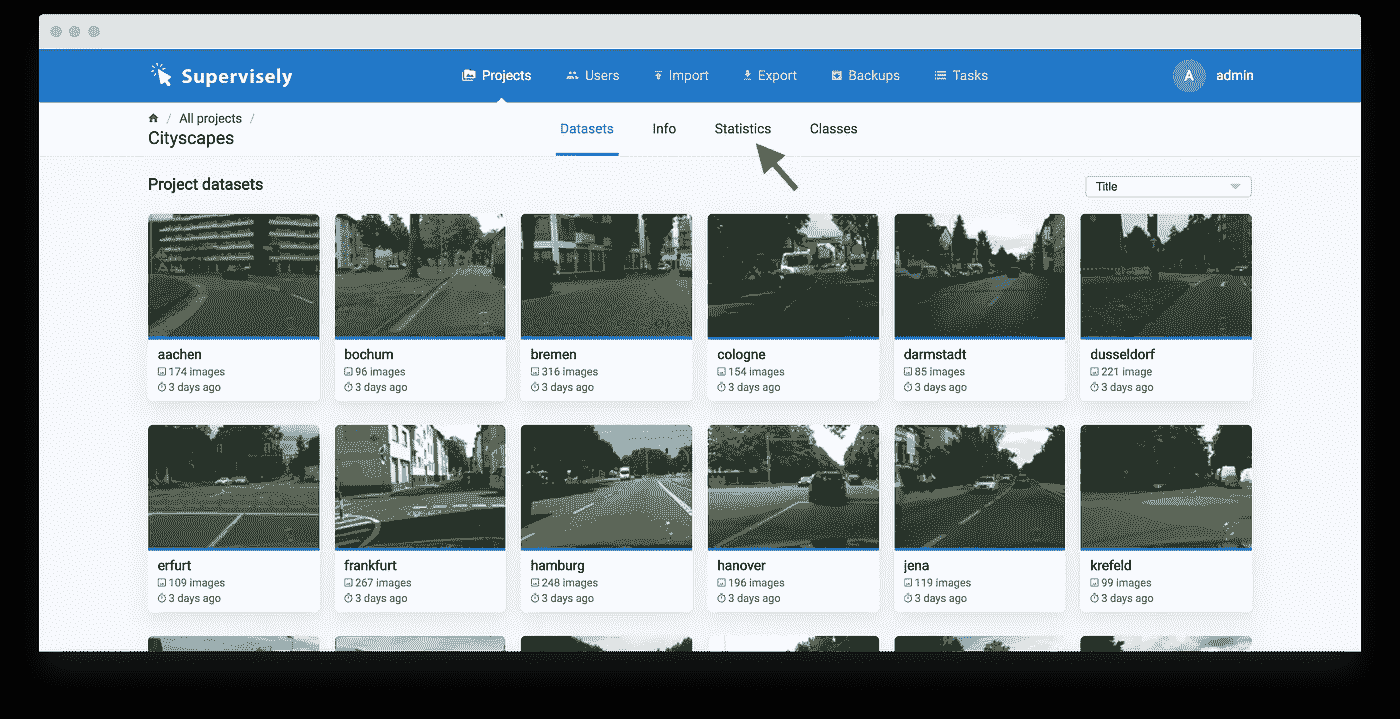 Supervisely
Projects
Users
Import
Export
Backups
Tasks
A
admin
/ All projects /
Cityscapes
Datasets
Info
Statistics
Classes
Project datasets
Title
aachen
174 images
3 days ago
bochum
96 images
3 days ago
bremen
316 images
3 days ago
cologne
154 images
3 days ago
darmstadt
85 images
3 days ago
dusseldorf
221 image
3 days ago
erfurt
109 images
3 days ago
frankfurt
267 images
3 days ago
hamburg
248 images
3 days ago
hanover
196 images
3 days ago
jena
119 images
3 days ago
krefeld
99 images
3 days ago